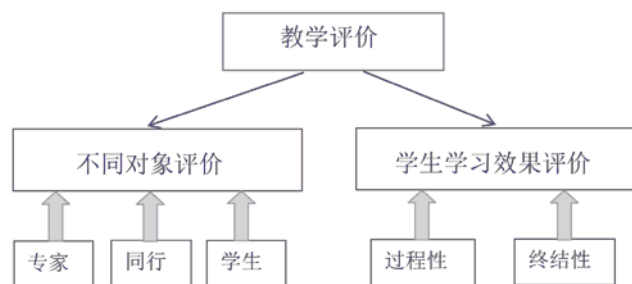 教学评价
不同对象评价
学生学习效果评价
专家
同行
学生
过程性
终结性